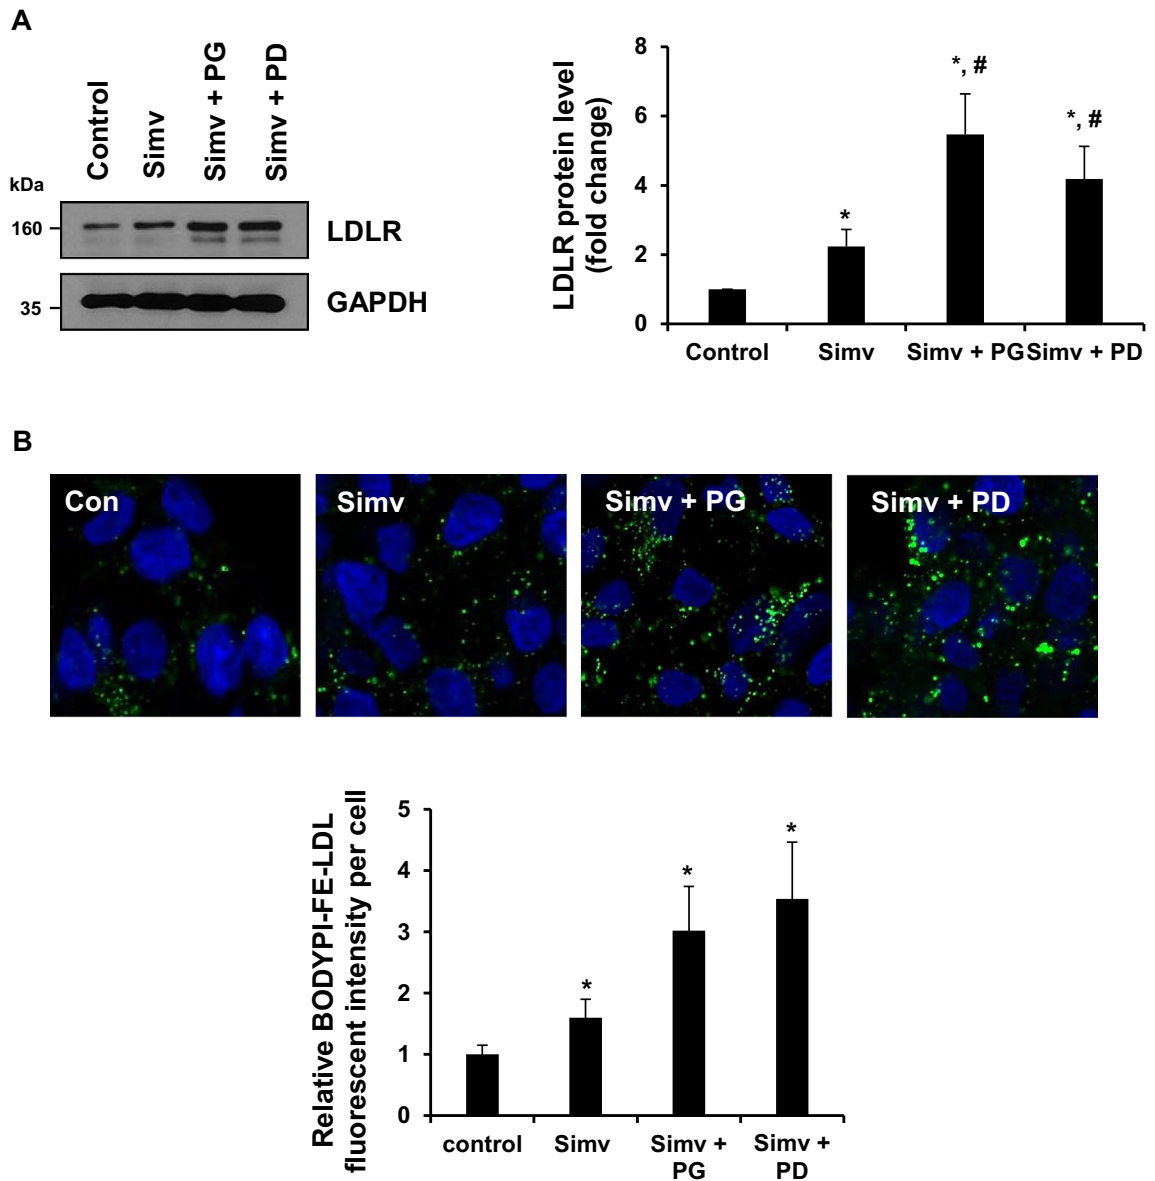 A
Control
Simv
Simv + PG
Simv + PD
kDa
160
LDLR
35
GAPDH
LDLR protein level
(fold change)
8
6
4
2
0
*
*, #
*, #
Control
Simv
Simv + PG
Simv + PD
B
Con
Simv
Simv + PG
Simv + PD
Relative BODYPI-FE-LDL
fluorescent intensity per cell
5
4
3
2
1
0
*
*
*
control
Simv
Simv +
PG
Simv +
PD